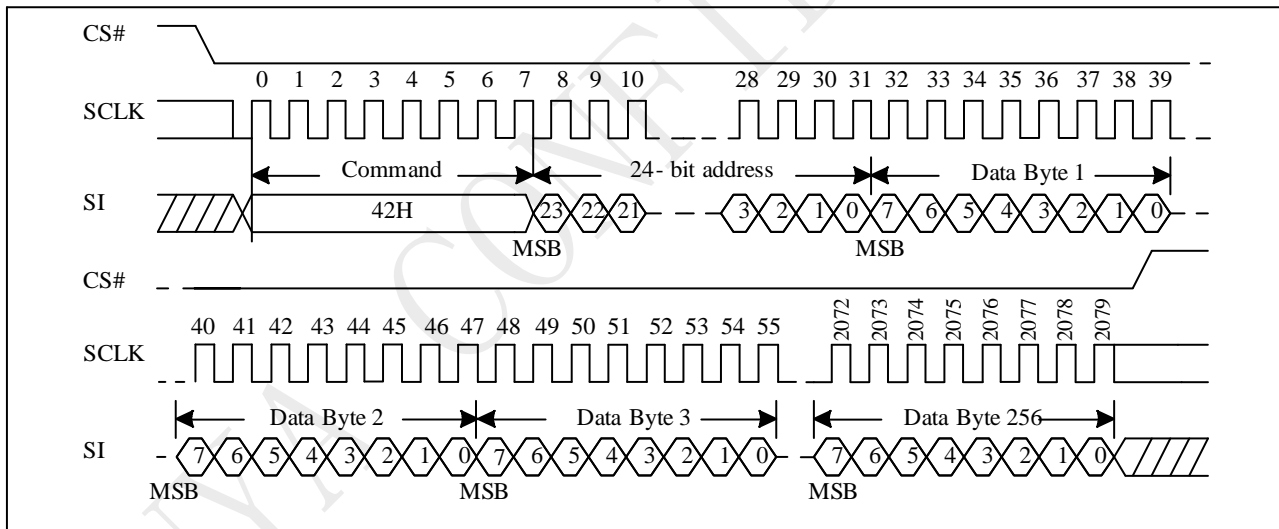 CS#
0 1 2 3 4 5 6 7 8 9 10 28 29 30 31 32 33 34 35 36 37 38 39
SCLK
Command 24- bit address Data Byte 1
SI 42H 23 22 21 3 2 1 0 7 6 5 4 3 2 1 0
MSB MSB
CS#
40 41 42 43 44 45 46 47 48 49 50 51 52 53 54 55 2072 2073 2074 2075 2076 2077 2078 2079
SCLK
Data Byte 2 Data Byte 3 Data Byte 256
SI 7 6 5 4 3 2 1 0 7 6 5 4 3 2 1 0 7 6 5 4 3 2 1 0
MSB MSB MSB